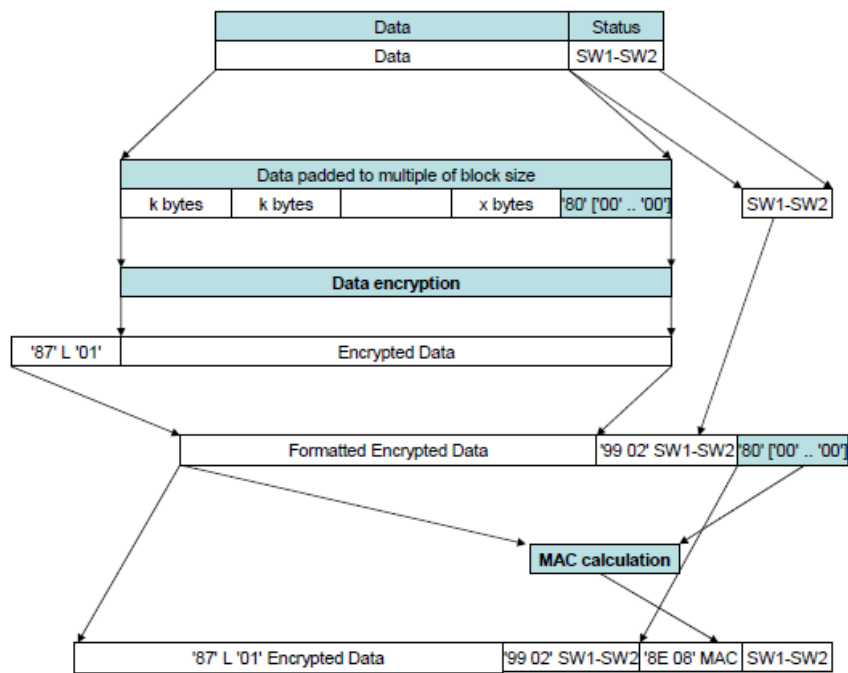 Data Status
Data SW1-SW2
Data padded to multiple of block size
k bytes k bytes x bytes '80' ['00' .. '00'] SW1-SW2
Data encryption
'87' L '01' Encrypted Data
Formatted Encrypted Data '99 02' SW1-SW2 '80' ['00' .. '00']
MAC calculation
'87' L '01' Encrypted Data '99 02' SW1-SW2 '8E 08' MAC SW1-SW2